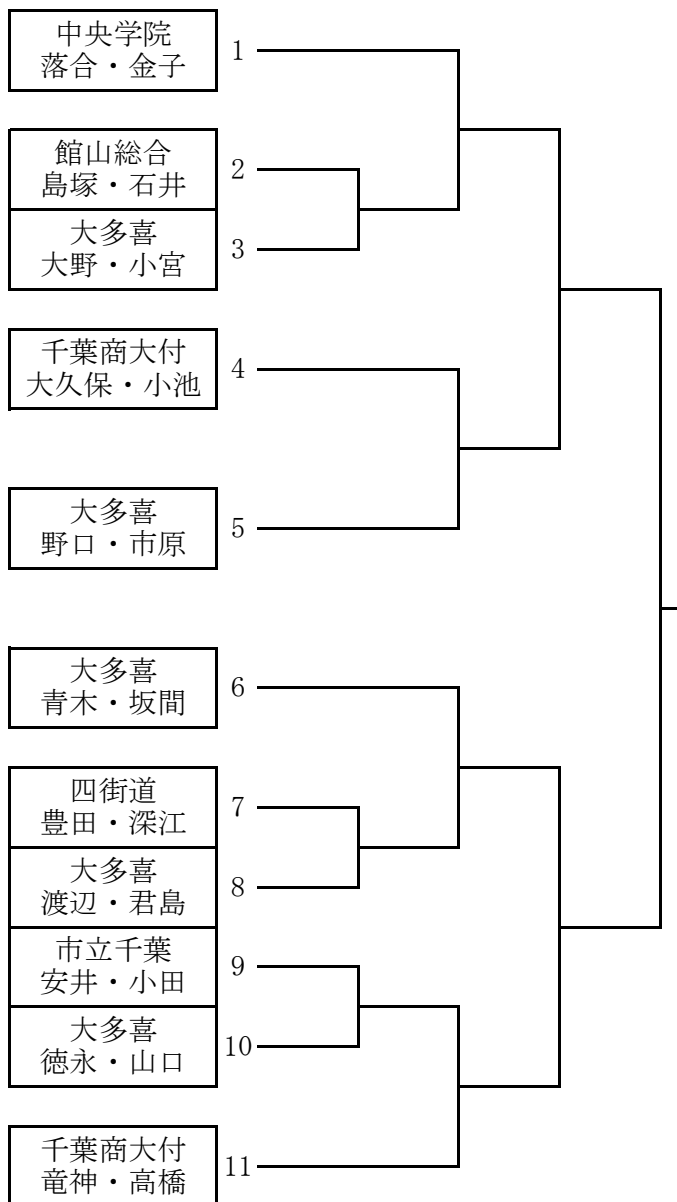 中央学院
落合・金子
1
館山総合
島塚・石井
2
大多喜
大野・小宮
3
千葉商大付
大久保・小池
4
大多喜
野口・市原
5
大多喜
青木・坂間
6
四街道
豊田・深江
7
大多喜
渡辺・君島
8
市立千葉
安井・小田
9
大多喜
徳永・山口
10
千葉商大付
竜神・高橋
11